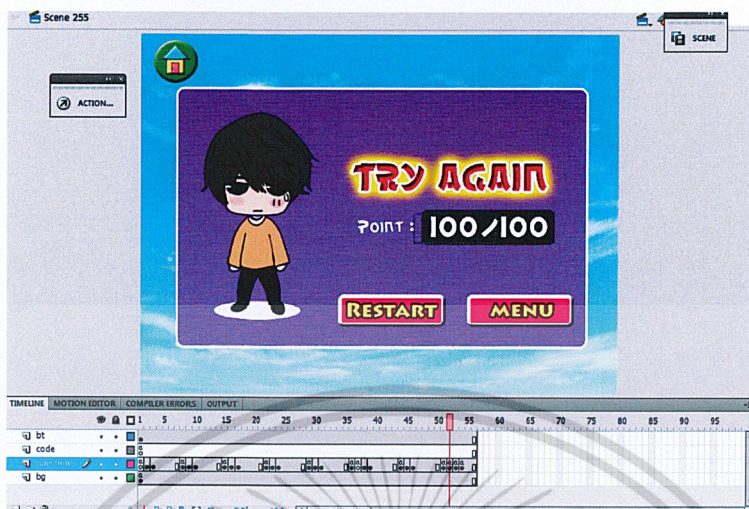 Scene 255
SCENE
ACTION...
TRY AGAIN
POINT : 100/100
RESTART
MENU
TIMELINE MOTION EDITOR COMPILER ERRORS OUTPUT
1 5 10 15 20 25 30 35 40 45 50 55 60 65 70 75 80 85 90 95
bt
code
bg